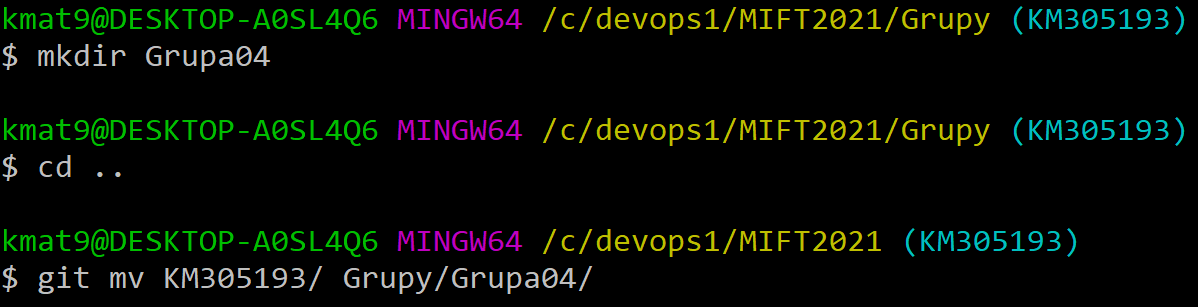 kmat9@DESKTOP-A0SL4Q6 MINGW64 /c/devops1/MIFT2021/Grupy (KM305193)
$ mkdir Grupa04
kmat9@DESKTOP-A0SL4Q6 MINGW64 /c/devops1/MIFT2021/Grupy (KM305193)
$ cd ..
kmat9@DESKTOP-A0SL4Q6 MINGW64 /c/devops1/MIFT2021 (KM305193)
$ git mv KM305193/ Grupy/Grupa04/